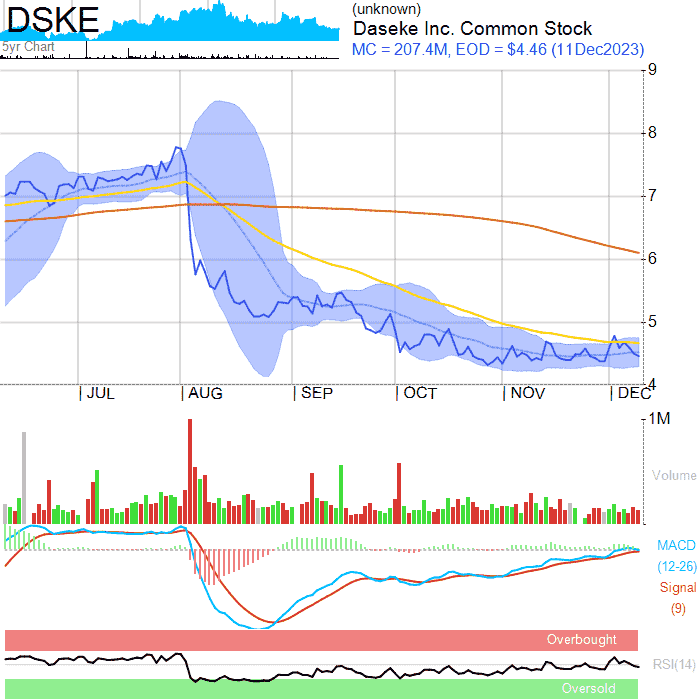 DSKE
5yr Chart
(unknown)
Daseke Inc. Common Stock
MC = 207.4M, EOD = $4.46 (11Dec2023)
9
8
7
6
5
4
JUL AUG SEP OCT NOV DEC
1M
Volume
MACD
(12-26)
Signal
(9)
Overbought
RSI(14)
Oversold